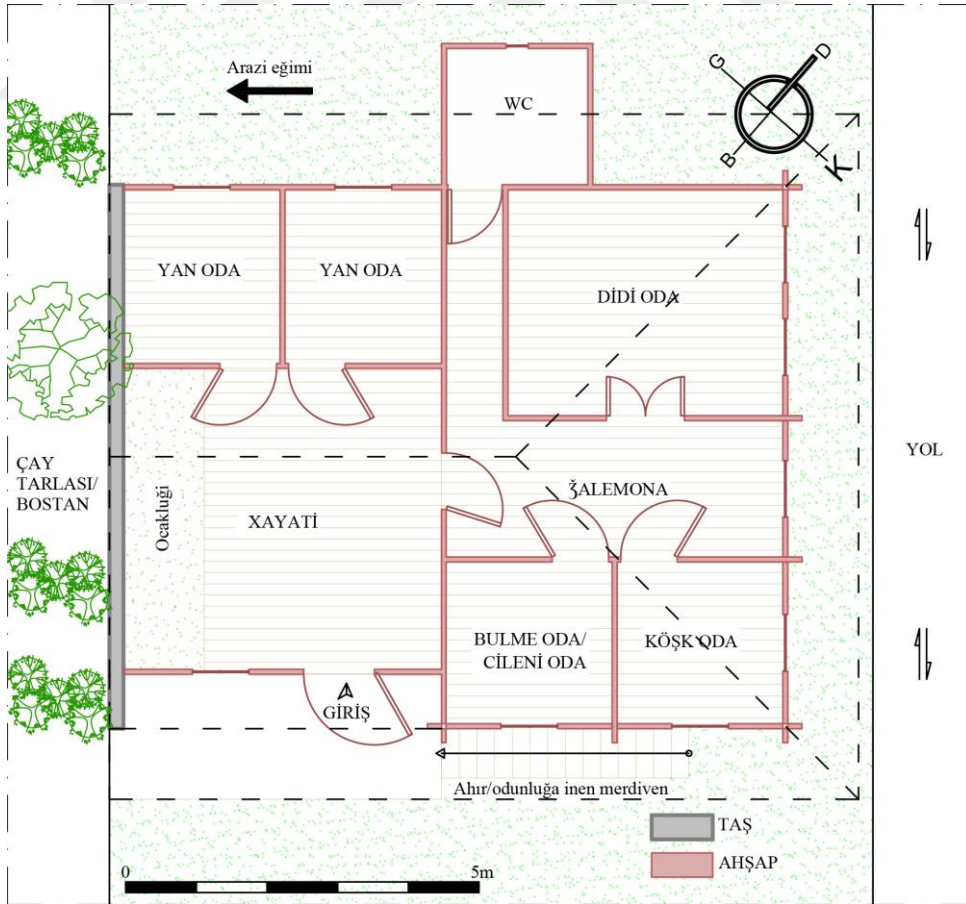 Arazi eğimi
WC
G
D
B
K
YAN ODA
YAN ODA
DİDİ ODA
ÇAY
TARLASI/
BOSTAN
Ocakluği
XAYATİ
ǮALEMONA
YOL
BULME ODA/
CİLENİ ODA
KÖŞK ODA
GİRİŞ
Ahır/odunluğa inen merdiven
TAŞ
AHŞAP
0
5m